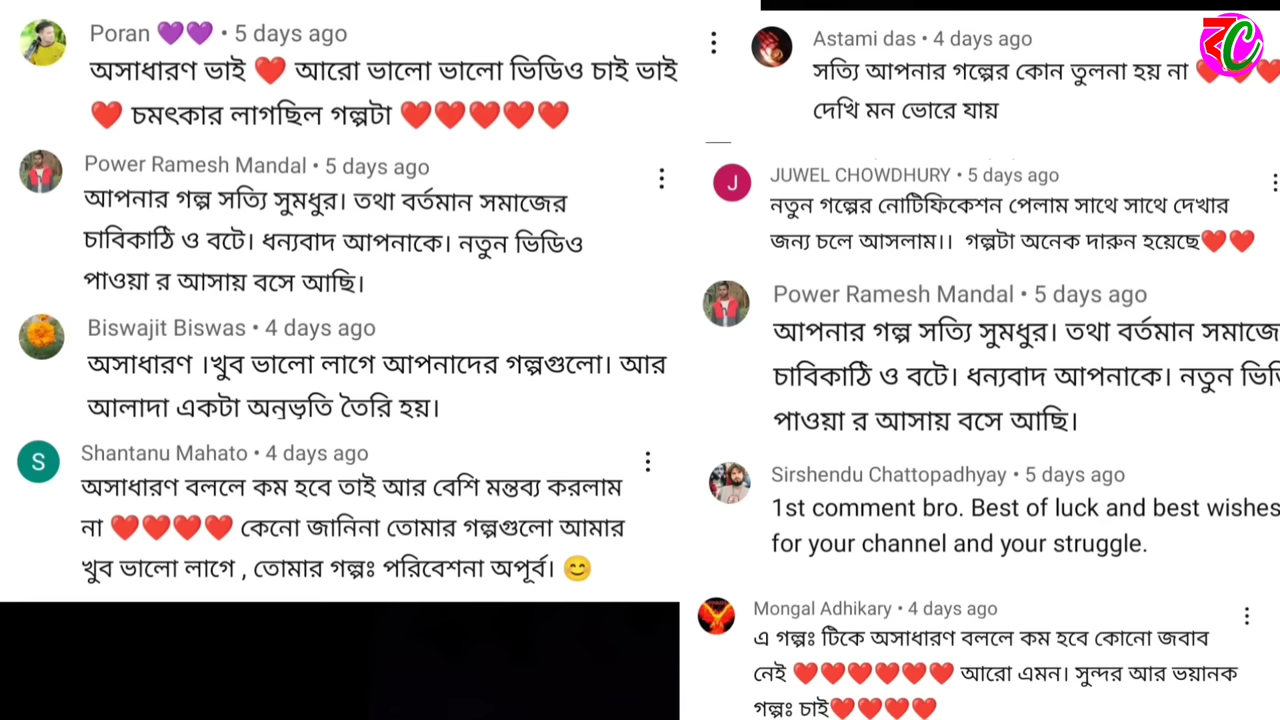 Poran 💜💜 • 5 days ago
অসাধারণ ভাই ❤️ আরো ভালো ভালো ভিডিও চাই ভাই
❤️ চমৎকার লাগছিল গল্পটা ❤️❤️❤️❤️❤️
Power Ramesh Mandal • 5 days ago
আপনার গল্প সত্যি সুমধুর। তথা বর্তমান সমাজের
চাবিকাঠি ও বটে। ধন্যবাদ আপনাকে। নতুন ভিডিও
পাওয়া র আসায় বসে আছি।
Biswajit Biswas • 4 days ago
অসাধারণ ।খুব ভালো লাগে আপনাদের গল্পগুলো। আর
আলাদা একটা অনুভূতি তৈরি হয়।
S
Shantanu Mahato • 4 days ago
অসাধারণ বললে কম হবে তাই আর বেশি মন্তব্য করলাম
না ❤️❤️❤️❤️ কেনো জানিনা তোমার গল্পগুলো আমার
খুব ভালো লাগে , তোমার গল্পঃ পরিবেশনা অপূর্ব। 😊
Astami das • 4 days ago
সত্যি আপনার গল্পের কোন তুলনা হয় না ❤️❤️❤️
দেখি মন ভোরে যায়
J
JUWEL CHOWDHURY • 5 days ago
নতুন গল্পের নোটিফিকেশন পেলাম সাথে সাথে দেখার
জন্য চলে আসলাম।। গল্পটা অনেক দারুন হয়েছে❤️❤️
Power Ramesh Mandal • 5 days ago
আপনার গল্প সত্যি সুমধুর। তথা বর্তমান সমাজে
চাবিকাঠি ও বটে। ধন্যবাদ আপনাকে। নতুন ভিডি
পাওয়া র আসায় বসে আছি।
Sirshendu Chattopadhyay • 5 days ago
1st comment bro. Best of luck and best wishes
for your channel and your struggle.
Mongal Adhikary • 4 days ago
এ গল্পঃ টিকে অসাধারণ বললে কম হবে কোনো জবাব
নেই ❤️❤️❤️❤️❤️❤️ আরো এমন। সুন্দর আর ভয়ানক
গল্পঃ চাই❤️❤️❤️❤️